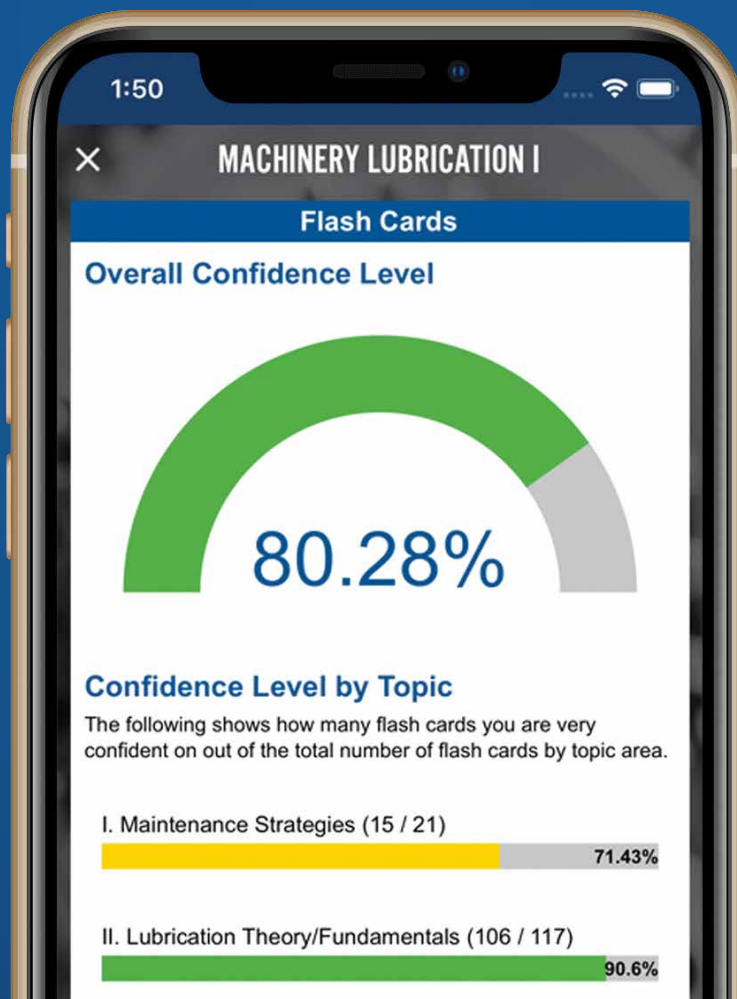 1:50
MACHINERY LUBRICATION I
Flash Cards
Overall Confidence Level
80.28%
Confidence Level by Topic
The following shows how many flash cards you are very
confident on out of the total number of flash cards by topic area.
I. Maintenance Strategies (15 / 21)
71.43%
II. Lubrication Theory/Fundamentals (106 / 117)
90.6%